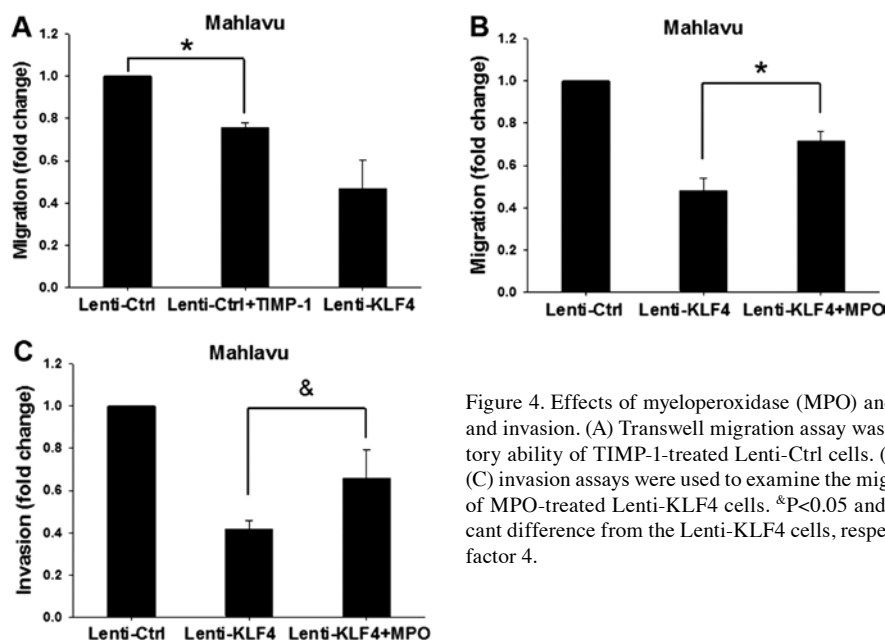 A
Mahlavu
*
Migration (fold change)
1.2
1.0
0.8
0.6
0.4
0.2
0.0
Lenti-Ctrl Lenti-Ctrl+TIMP-1 Lenti-KLF4
B
Mahlavu
*
Migration (fold change)
1.2
1.0
0.8
0.6
0.4
0.2
0.0
Lenti-Ctrl Lenti-KLF4 Lenti-KLF4+MPO
C
Mahlavu
&
Invasion (fold change)
1.2
1.0
0.8
0.6
0.4
0.2
0.0
Lenti-Ctrl Lenti-KLF4 Lenti-KLF4+MPO
Figure 4. Effects of myeloperoxidase (MPO) an
and invasion. (A) Transwell migration assay was
tory ability of TIMP-1-treated Lenti-Ctrl cells. (
(C) invasion assays were used to examine the mig
of MPO-treated Lenti-KLF4 cells. &P<0.05 and
cant difference from the Lenti-KLF4 cells, respe
factor 4.